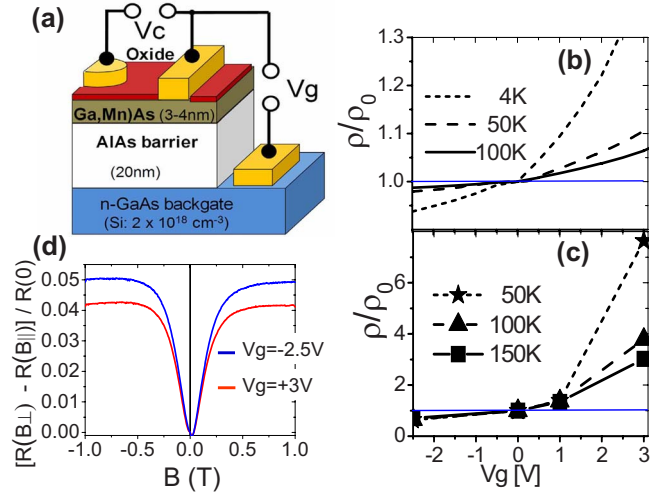 (a)
Vc
Oxide
Vg
Ga,Mn)As (3-4nm)
AlAs barrier
(20nm)
n-GaAs backgate
(Si: 2 x 10¹⁸ cm⁻³)
(b)
ρ/ρ₀
1.3
1.2
1.1
1.0
4K
50K
100K
(c)
ρ/ρ₀
6
4
2
0
50K
100K
150K
-2 -1 0 1 2 3
Vg [V]
(d)
[R(B⊥) - R(B||)] / R(0)
0.05
0.04
0.03
0.02
0.01
0.00
Vg=-2.5V
Vg=+3V
-1.0 -0.5 0.0 0.5 1.0
B (T)